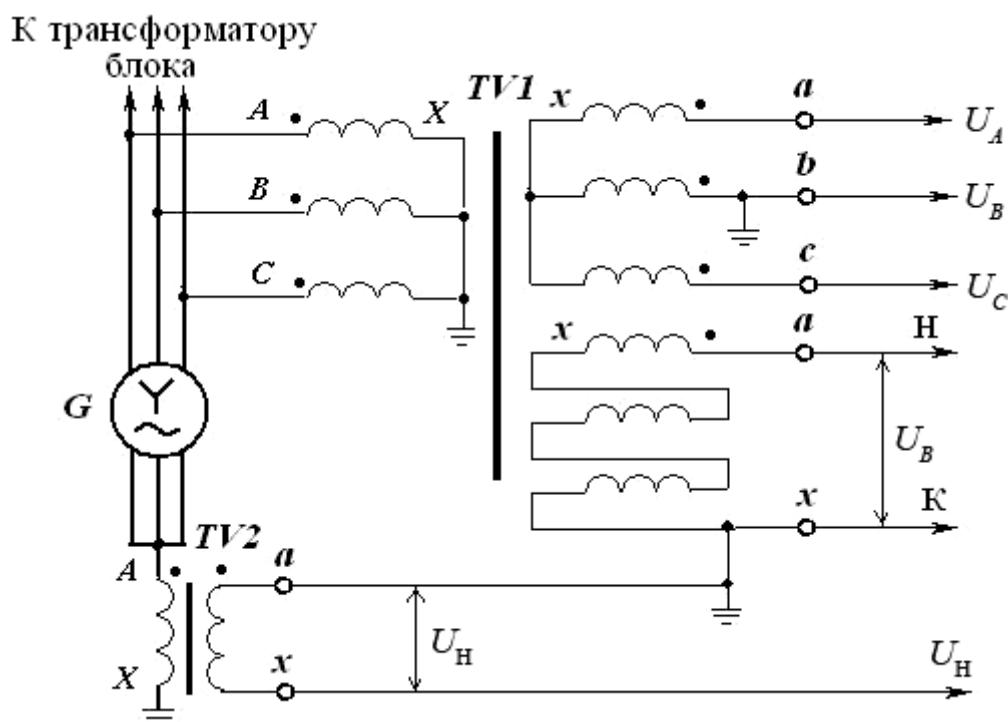 К трансформатору
блока
A
X
TV1
x
a
U_A
B
b
U_B
C
c
U_C
x
a
Н
G
U_B
x
К
TV2
A
a
U_Н
X
x
U_Н